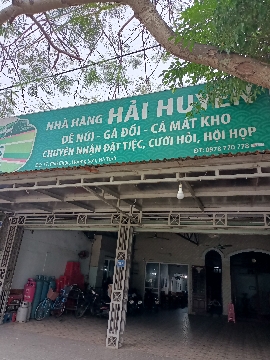 NHÀ HÀNG HẢI HUYỀN
DÊ NÚI - GÀ ĐỒI - CÁ MÁT KHO
CHUYÊN NHẬN ĐẶT TIỆC, CƯỚI HỎI, HỘI HỌP
ĐT: 0978 770 778